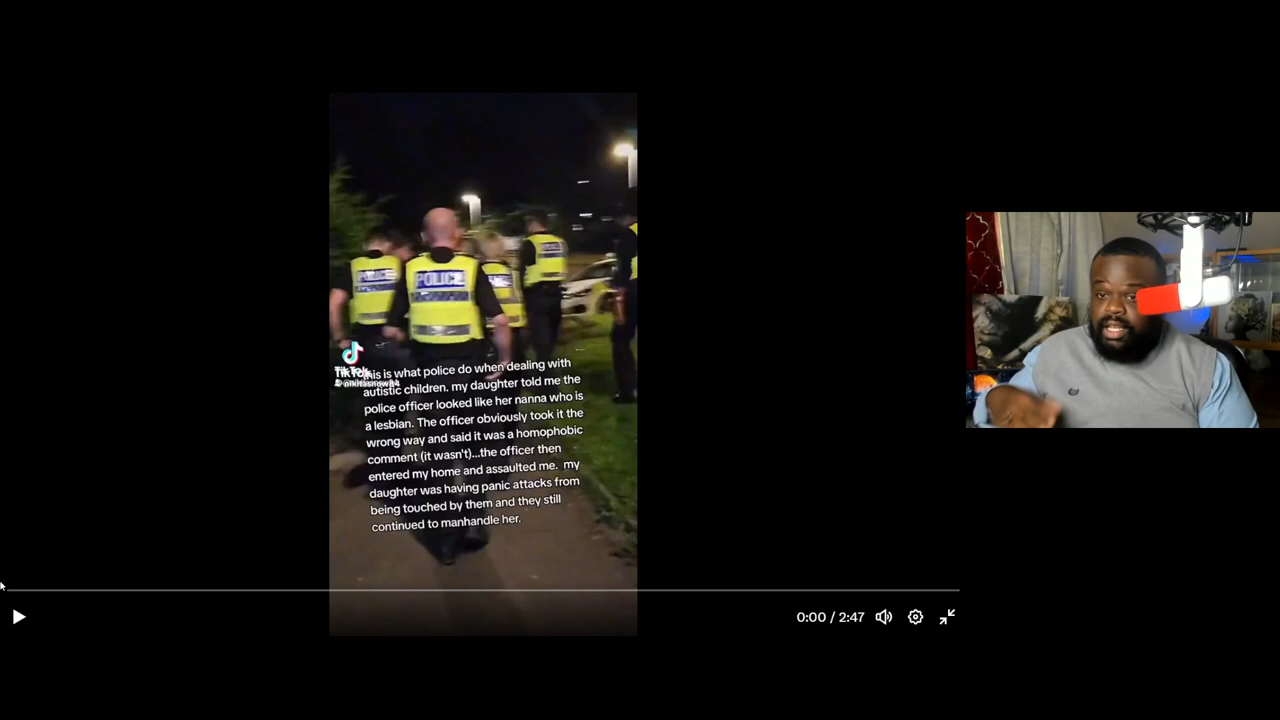 POLICE
POLICE
TikTok
this is what police do when dealing with
autistic children. my daughter told me the
police officer looked like her nanna who is
a lesbian. The officer obviously took it the
wrong way and said it was a homophobic
comment (it wasn't)...the officer then
entered my home and assaulted me.  my
daughter was having panic attacks from
being touched by them and they still
continued to manhandle her.
0:00 / 2:47